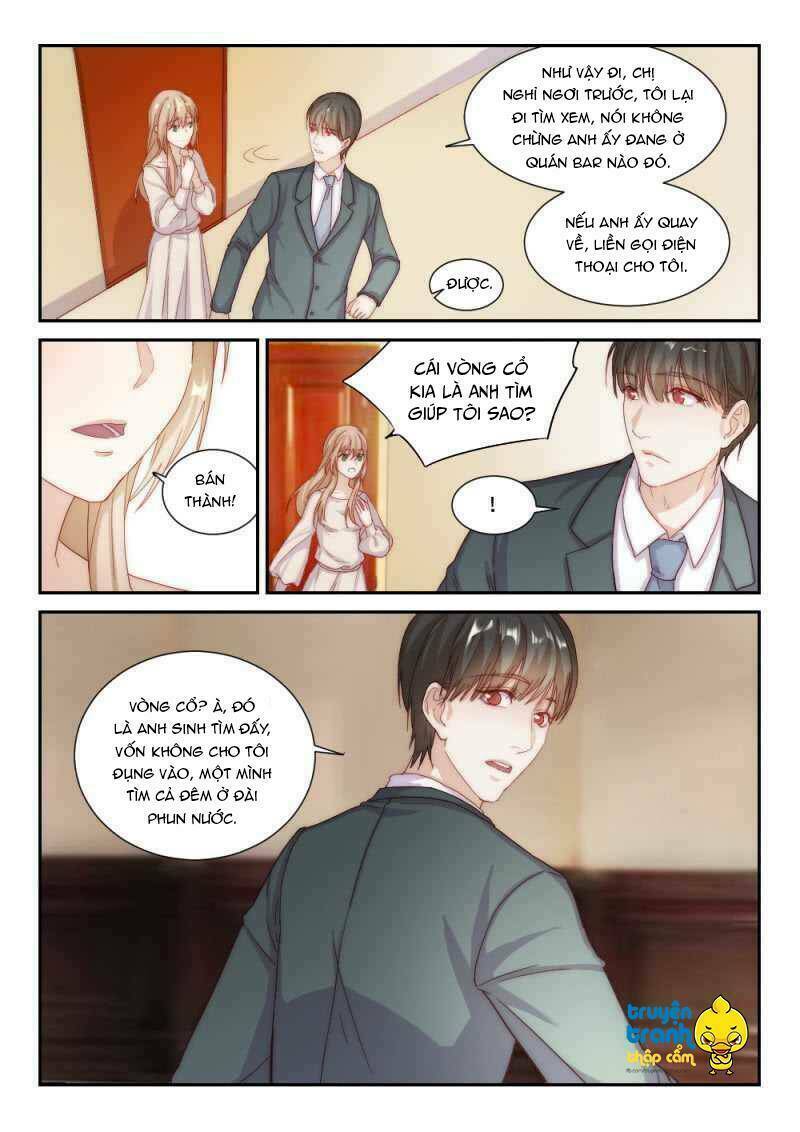 NHƯ VẬY ĐI, CHỊ
NGHỈ NGƠI TRƯỚC, TÔI LẠI
ĐI TÌM XEM, NÓI KHÔNG
CHỪNG ANH ẤY ĐANG Ở
QUÁN BAR NÀO ĐÓ.
NẾU ANH ẤY QUAY
VỀ, LIỀN GỌI ĐIỆN
THOẠI CHO TÔI.
ĐƯỢC.
BÁN
THÀNH!
CÁI VÒNG CỔ
KIA LÀ ANH TÌM
GIÚP TÔI SAO?
!
VÒNG CỔ? À, ĐÓ
LÀ ANH SINH TÌM ĐẤY,
VỐN KHÔNG CHO TÔI
ĐỤNG VÀO, MỘT MÌNH
TÌM CẢ ĐÊM Ở ĐÀI
PHUN NƯỚC.
truyện
tranh
thập cẩm